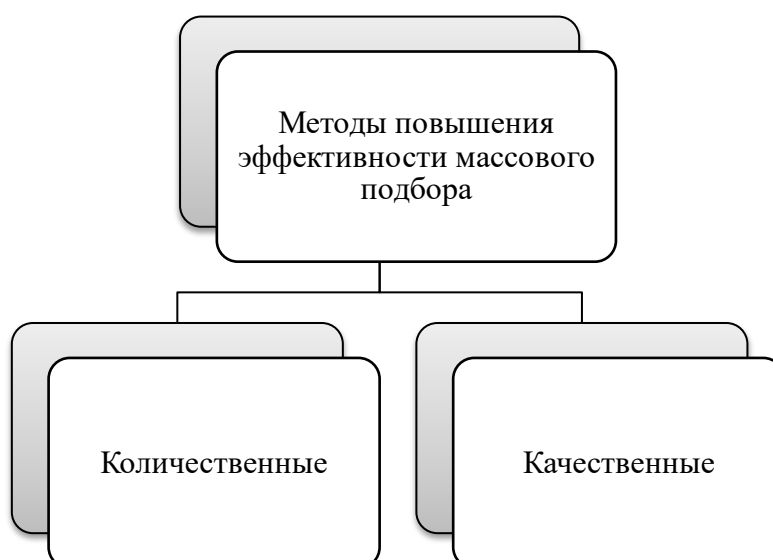 Методы повышения
эффективности массового
подбора
Количественные
Качественные